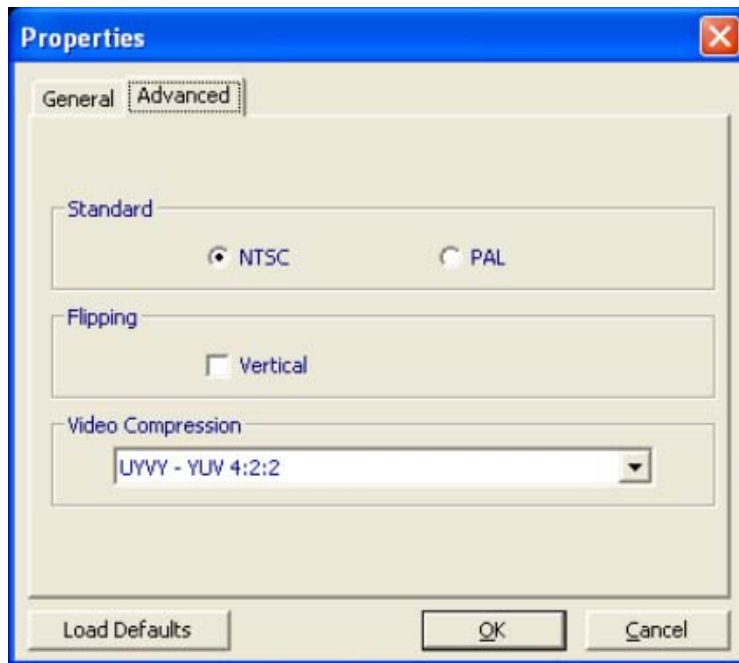 Properties
General Advanced
Standard
NTSC PAL
Flipping
Vertical
Video Compression
UYVY - YUV 4:2:2
Load Defaults OK Cancel